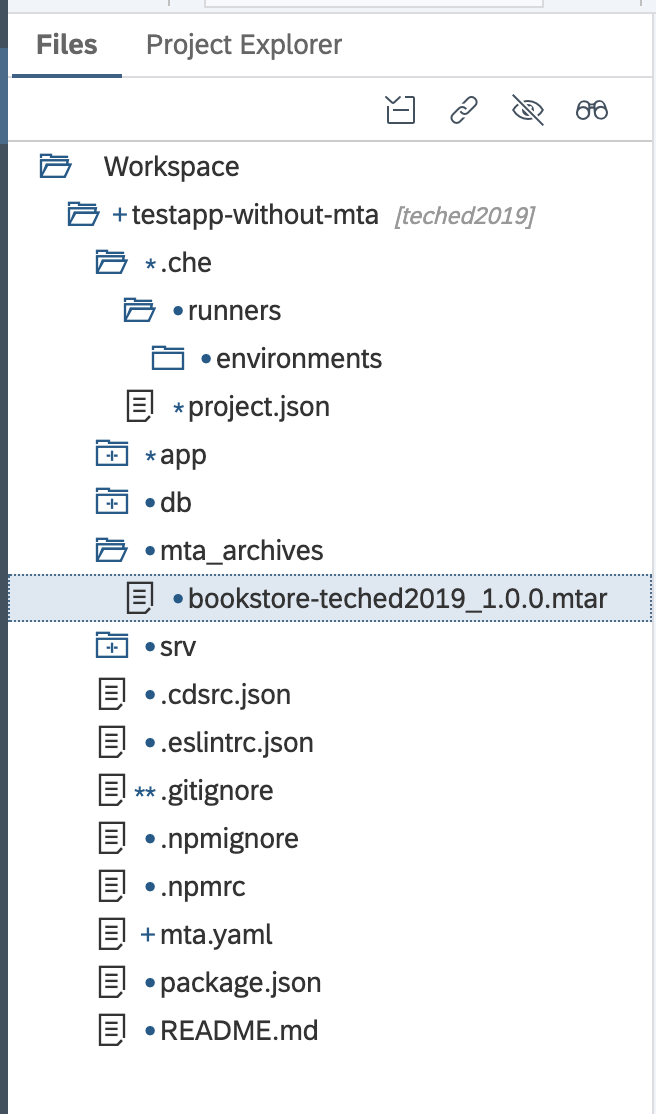 Files Project Explorer
Workspace
+ testapp-without-mta [teched2019]
* .che
• runners
• environments
* project.json
* app
• db
• mta_archives
• bookstore-teched2019_1.0.0.mtar
• srv
• .cdsrc.json
• .eslintrc.json
** .gitignore
• .npmignore
• .npmrc
+ mta.yaml
• package.json
• README.md